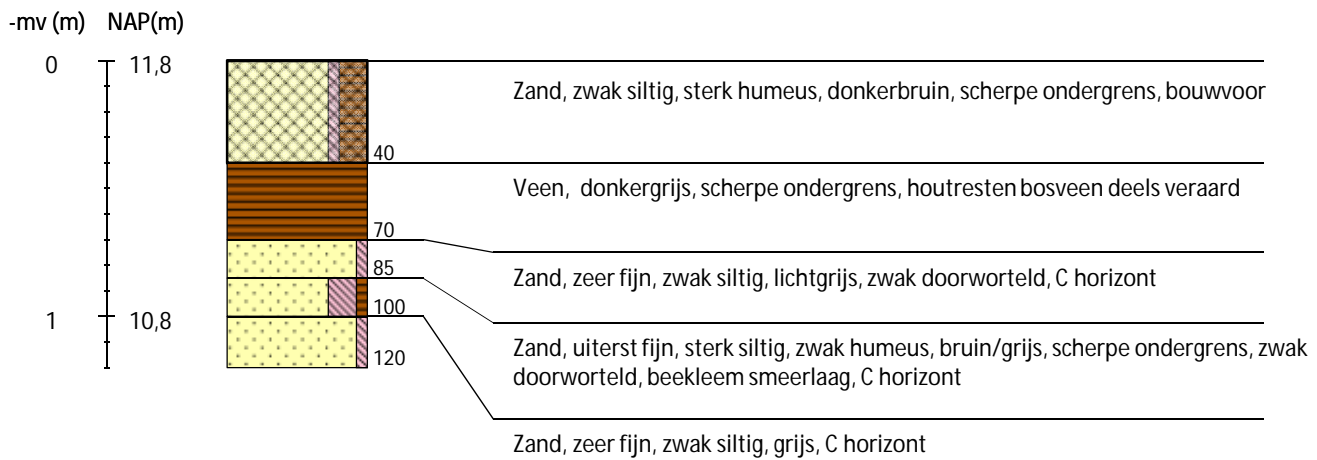 -mv (m) NAP(m)
0 11,8
Zand, zwak siltig, sterk humeus, donkerbruin, scherpe ondergrens, bouwvoor
40
Veen, donkergrijs, scherpe ondergrens, houtresten bosveen deels veraard
70
85
Zand, zeer fijn, zwak siltig, lichtgrijs, zwak doorworteld, C horizont
100
1 10,8
Zand, uiterst fijn, sterk siltig, zwak humeus, bruin/grijs, scherpe ondergrens, zwak
doorworteld, beekleem smeerlaag, C horizont
120
Zand, zeer fijn, zwak siltig, grijs, C horizont